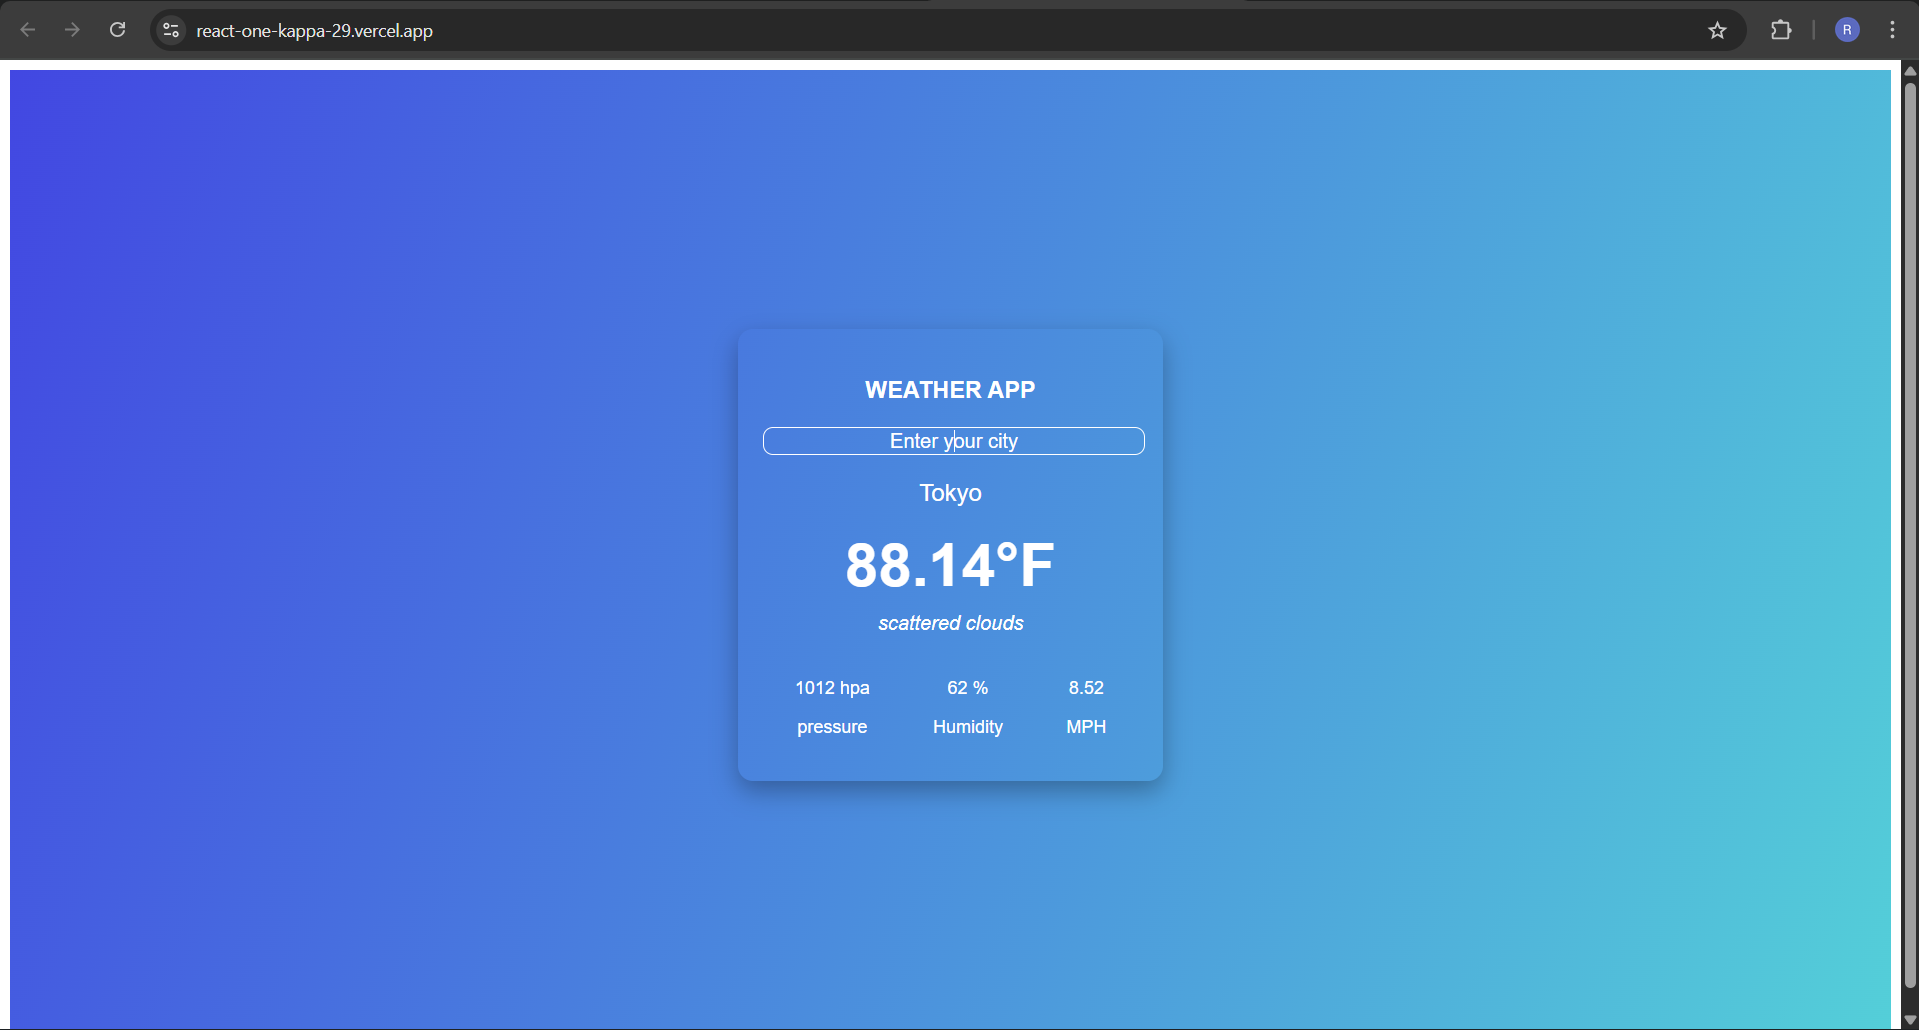 react-one-kappa-29.vercel.app
R
WEATHER APP
Enter your city
Tokyo
88.14°F
scattered clouds
1012 hpa 62 % 8.52
pressure Humidity MPH